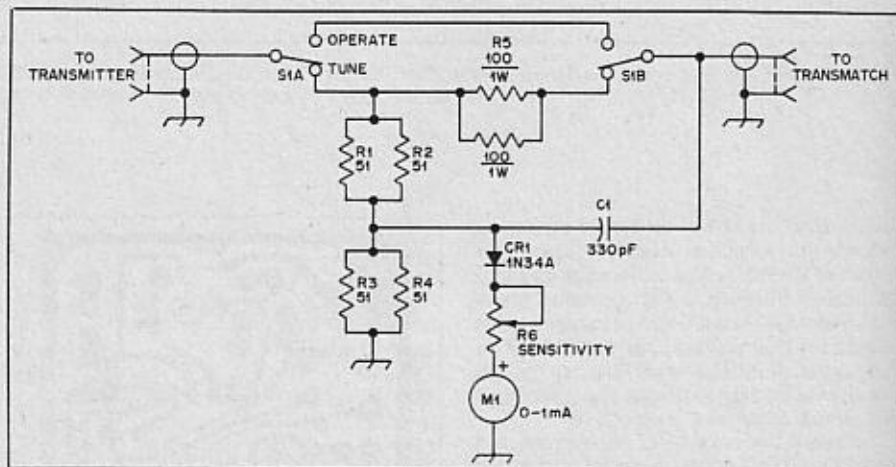 TO
TRANSMITTER
OPERATE
TUNE
S1A
R5
100
1W
100
1W
S1B
TO
TRANSMATCH
R1
51
R2
51
R3
51
R4
51
C1
330pF
CR1
1N34A
R6
SENSITIVITY
+
M1
0-1mA